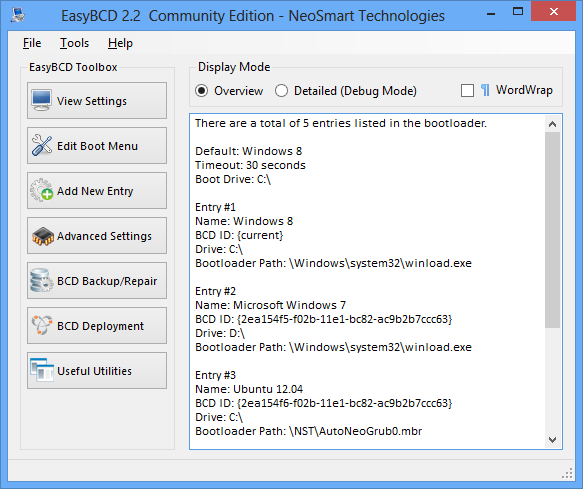 EasyBCD 2.2 Community Edition - NeoSmart Technologies
File Tools Help
EasyBCD Toolbox
View Settings
Edit Boot Menu
Add New Entry
Advanced Settings
BCD Backup/Repair
BCD Deployment
Useful Utilities
Display Mode
Overview Detailed (Debug Mode) ¶ WordWrap
There are a total of 5 entries listed in the bootloader.
Default: Windows 8
Timeout: 30 seconds
Boot Drive: C:\
Entry #1
Name: Windows 8
BCD ID: {current}
Drive: C:\
Bootloader Path: \Windows\system32\winload.exe
Entry #2
Name: Microsoft Windows 7
BCD ID: {2ea154f5-f02b-11e1-bc82-ac9b2b7ccc63}
Drive: D:\
Bootloader Path: \Windows\system32\winload.exe
Entry #3
Name: Ubuntu 12.04
BCD ID: {2ea154f6-f02b-11e1-bc82-ac9b2b7ccc63}
Drive: C:\
Bootloader Path: \NST\AutoNeoGrub0.mbr